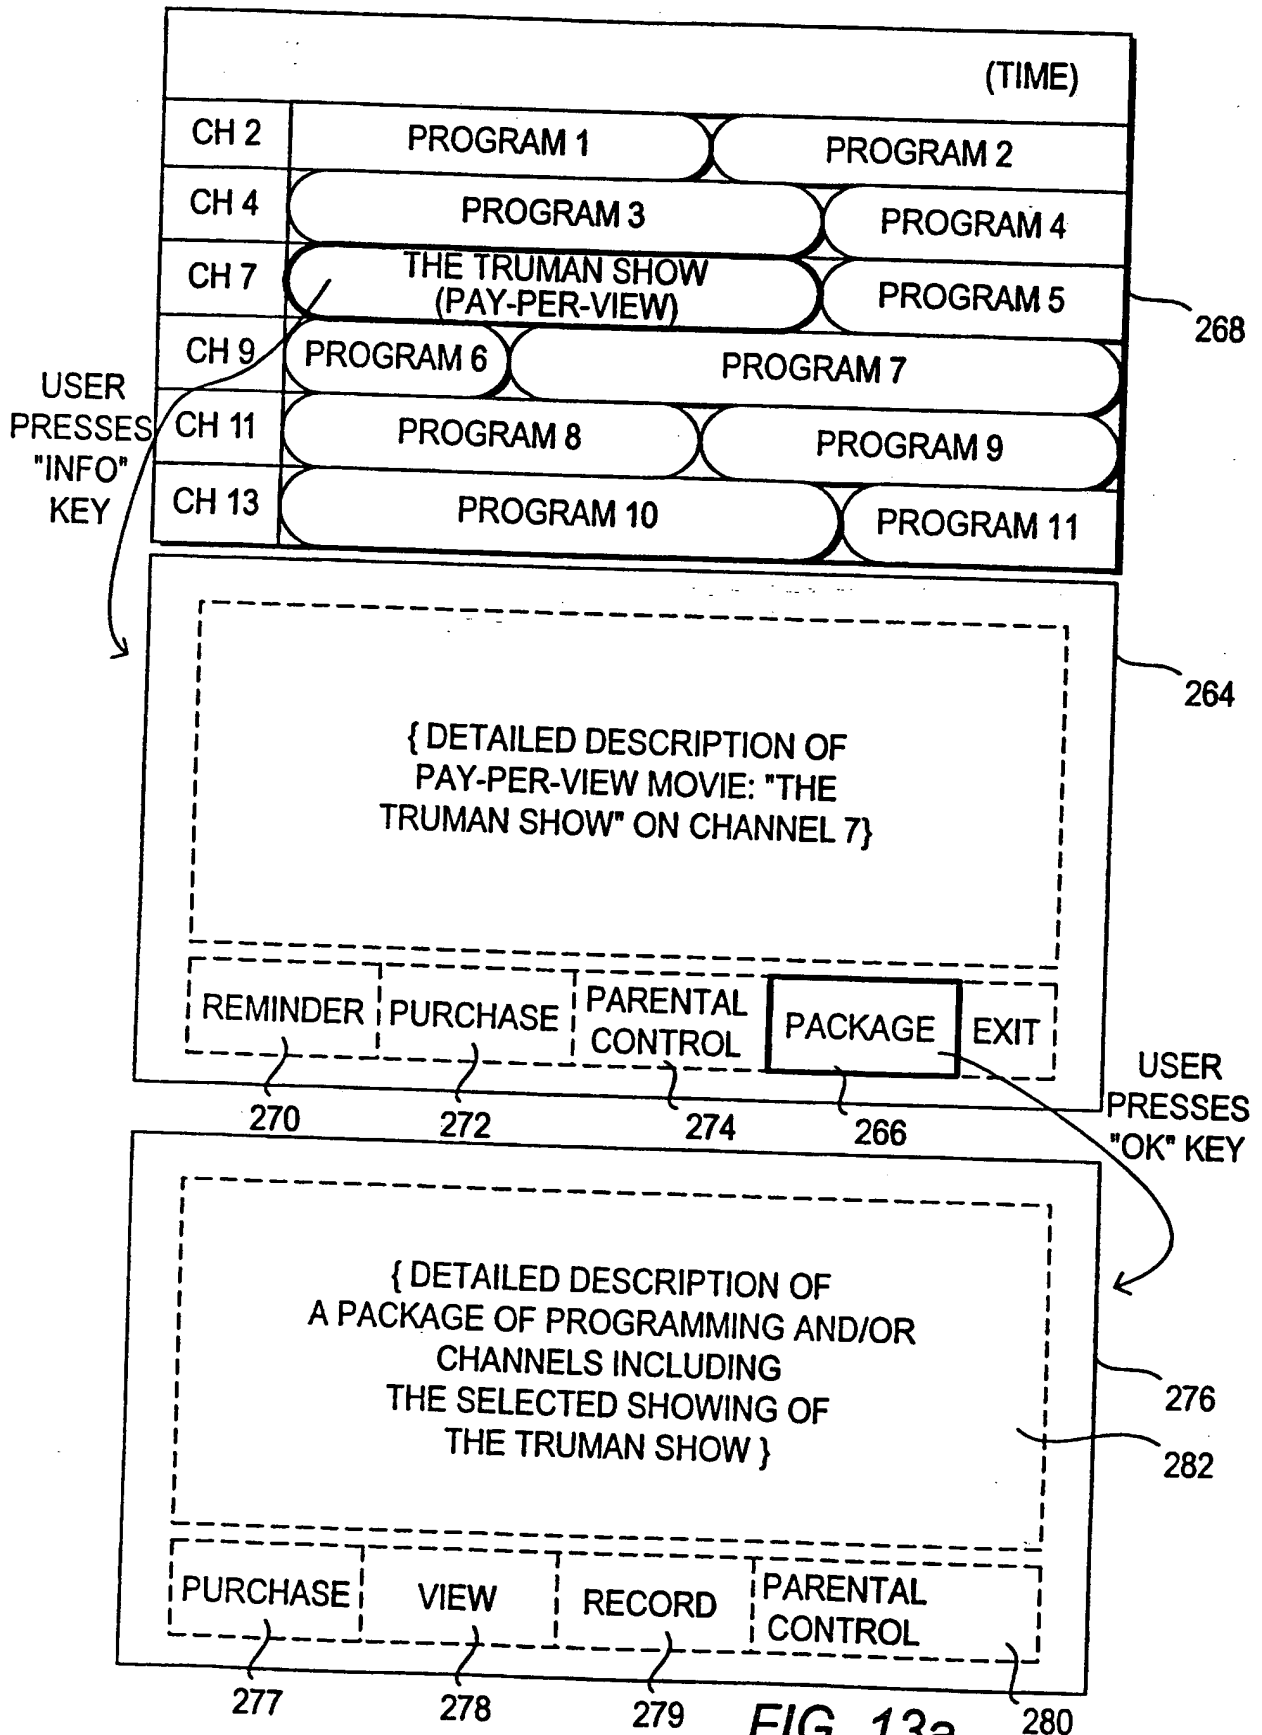 (TIME)
CH 2 PROGRAM 1 PROGRAM 2
CH 4 PROGRAM 3 PROGRAM 4
CH 7 THE TRUMAN SHOW
(PAY-PER-VIEW) PROGRAM 5
268
CH 9 PROGRAM 6 PROGRAM 7
CH 11 PROGRAM 8 PROGRAM 9
CH 13 PROGRAM 10 PROGRAM 11
USER
PRESSES
"INFO"
KEY
264
{ DETAILED DESCRIPTION OF
PAY-PER-VIEW MOVIE: "THE
TRUMAN SHOW" ON CHANNEL 7}
REMINDER PURCHASE PARENTAL
CONTROL PACKAGE EXIT
270 272 274 266
USER
PRESSES
"OK" KEY
{ DETAILED DESCRIPTION OF
A PACKAGE OF PROGRAMMING AND/OR
CHANNELS INCLUDING
THE SELECTED SHOWING OF
THE TRUMAN SHOW }
276
282
PURCHASE VIEW RECORD PARENTAL
CONTROL
277 278 279 280
FIG. 13a